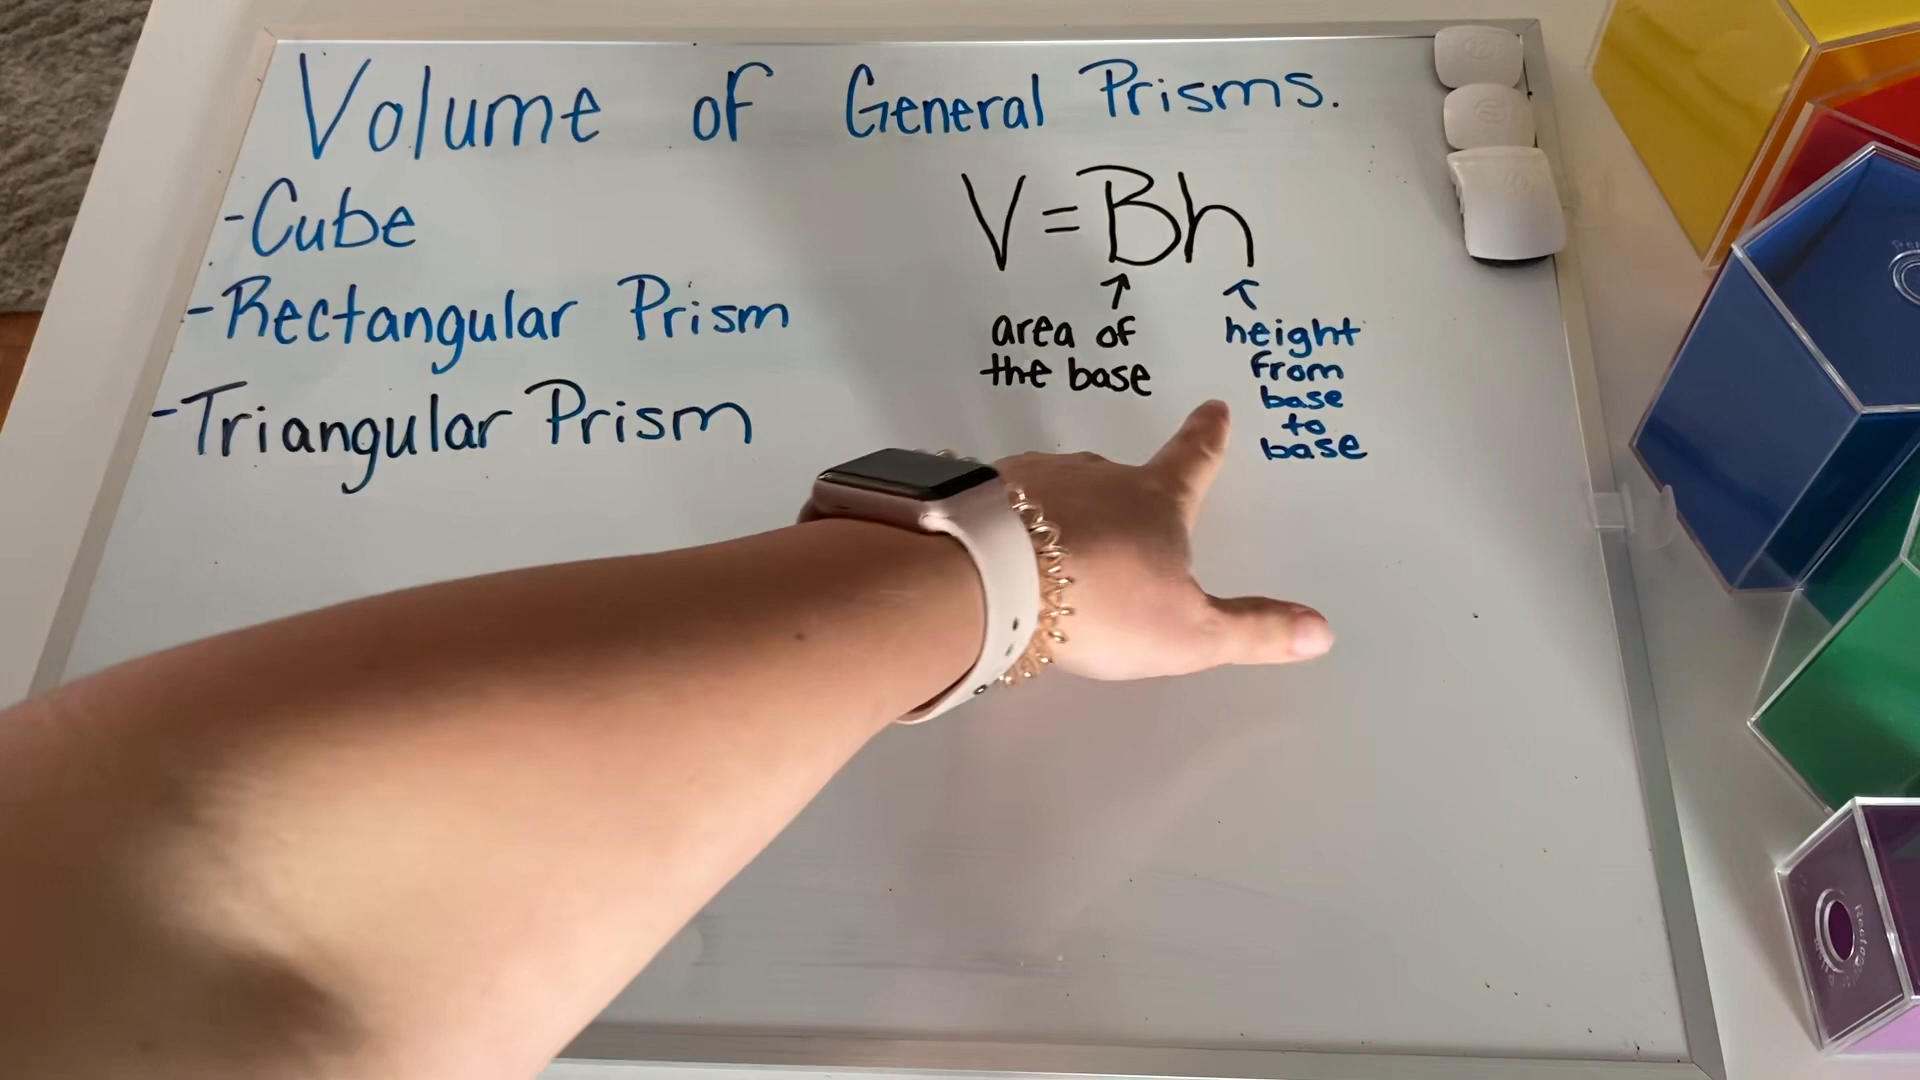 Volume of General Prisms.
-Cube
-Rectangular Prism
-Triangular Prism
V=Bh
area of
the base
height
from
base
to
base